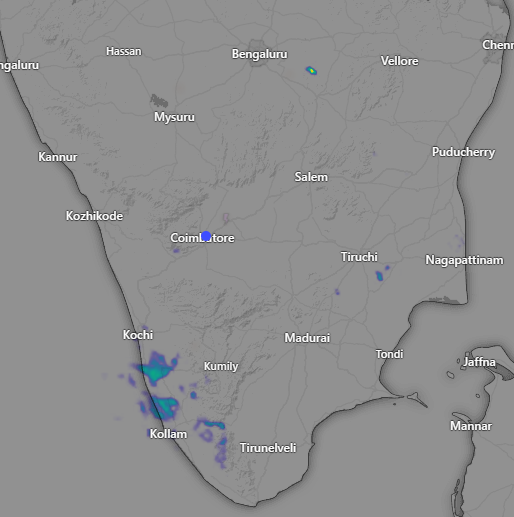 Hassan
Bengaluru
Chenn
ngaluru
Vellore
Mysuru
Kannur
Puducherry
Salem
Kozhikode
Coimbatore
Tiruchi
Nagapattinam
Kochi
Madurai
Tondi
Jaffna
Kumily
Mannar
Kollam
Tirunelveli